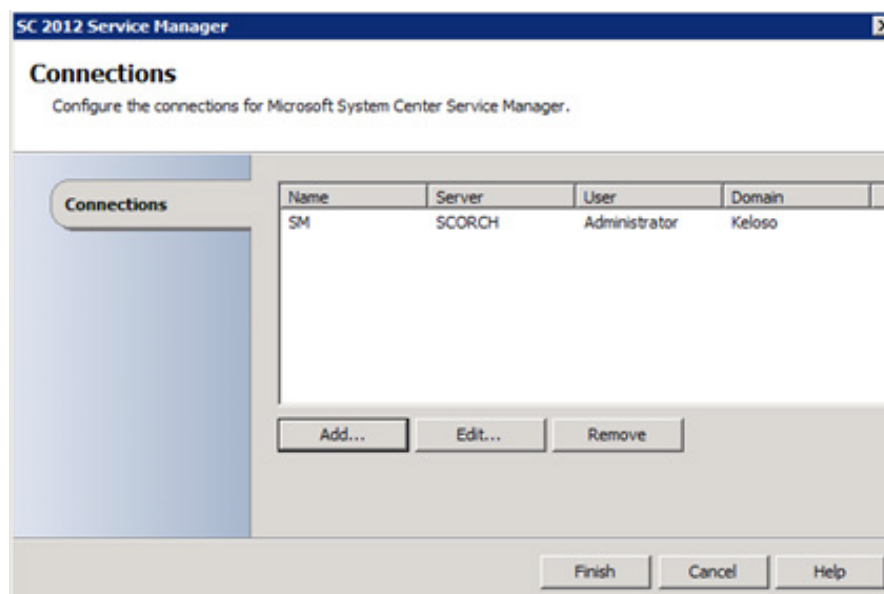 SC 2012 Service Manager
Connections
Configure the connections for Microsoft System Center Service Manager.
Connections
Name Server User Domain
SM SCORCH Administrator Keloso
Add... Edit... Remove
Finish Cancel Help